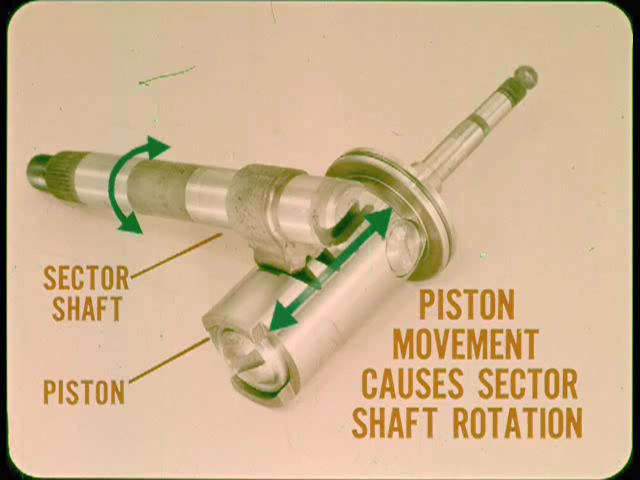 SECTOR
SHAFT
PISTON
PISTON
MOVEMENT
CAUSES SECTOR
SHAFT ROTATION